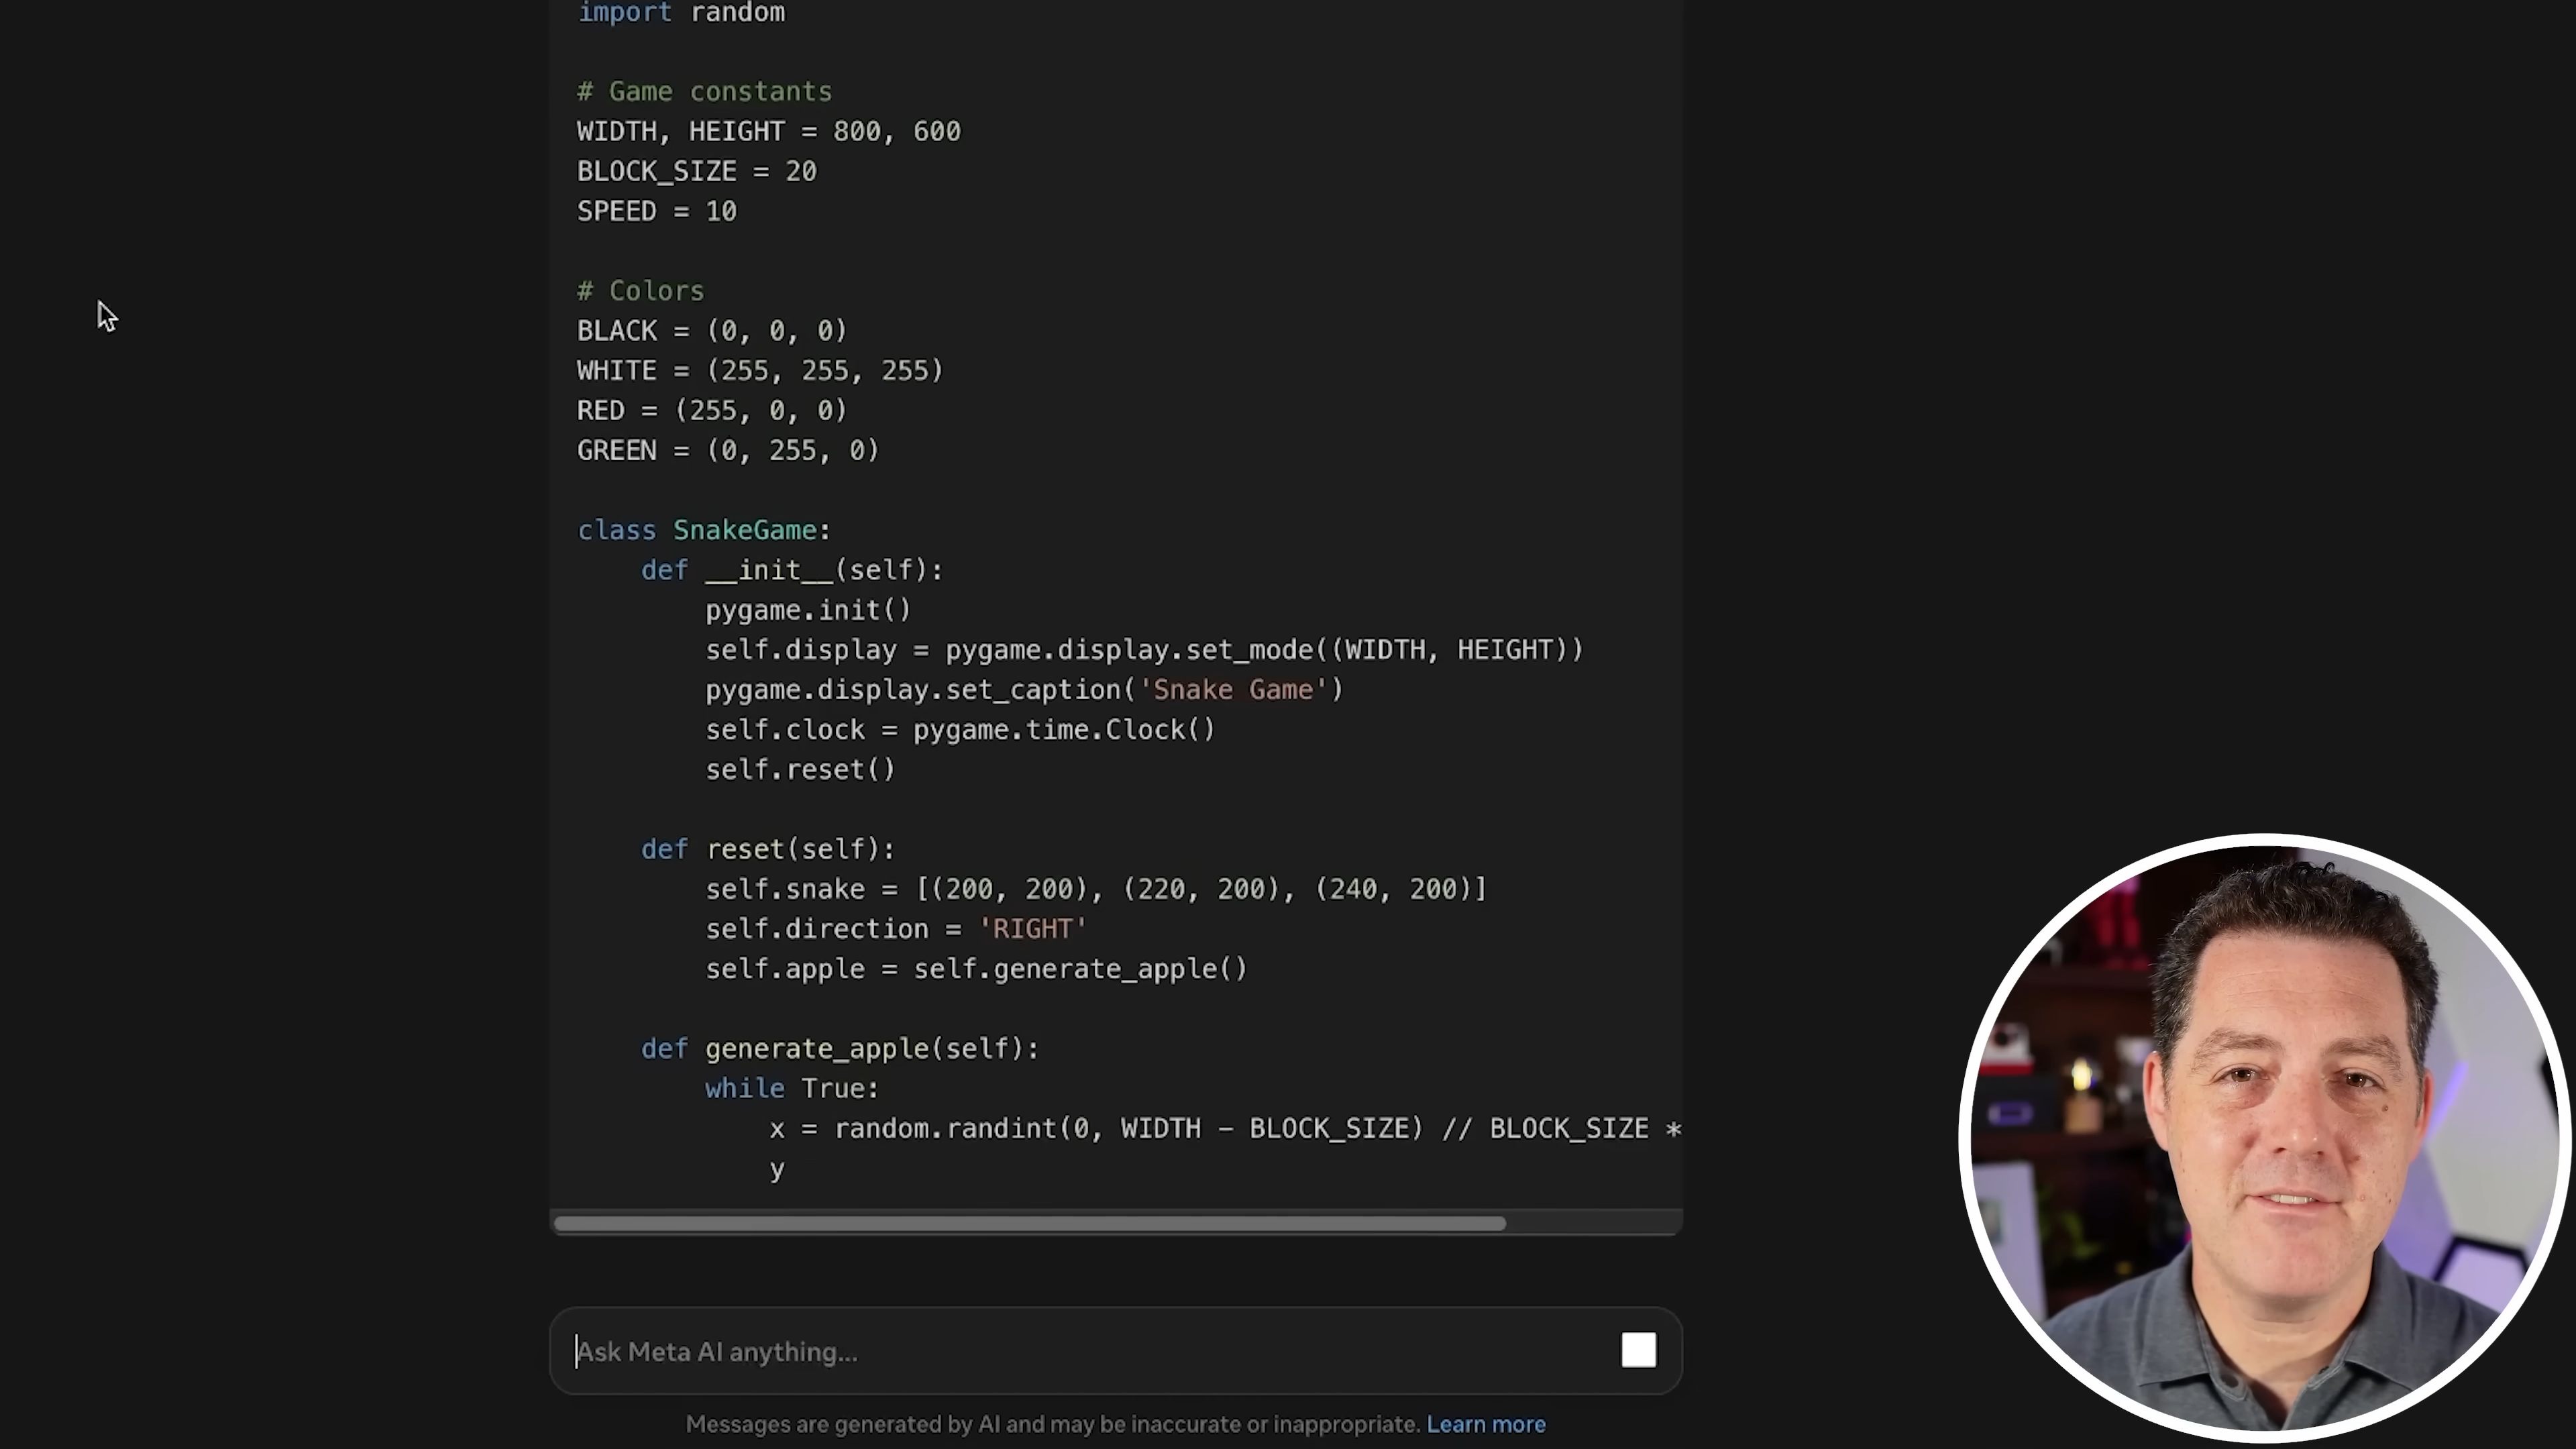 import random
# Game constants
WIDTH, HEIGHT = 800, 600
BLOCK_SIZE = 20
SPEED = 10
# Colors
BLACK = (0, 0, 0)
WHITE = (255, 255, 255)
RED = (255, 0, 0)
GREEN = (0, 255, 0)
class SnakeGame:
    def __init__(self):
        pygame.init()
        self.display = pygame.display.set_mode((WIDTH, HEIGHT))
        pygame.display.set_caption('Snake Game')
        self.clock = pygame.time.Clock()
        self.reset()
    def reset(self):
        self.snake = [(200, 200), (220, 200), (240, 200)]
        self.direction = 'RIGHT'
        self.apple = self.generate_apple()
    def generate_apple(self):
        while True:
            x = random.randint(0, WIDTH - BLOCK_SIZE) // BLOCK_SIZE *
            y
Ask Meta AI anything...
Messages are generated by AI and may be inaccurate or inappropriate. Learn more